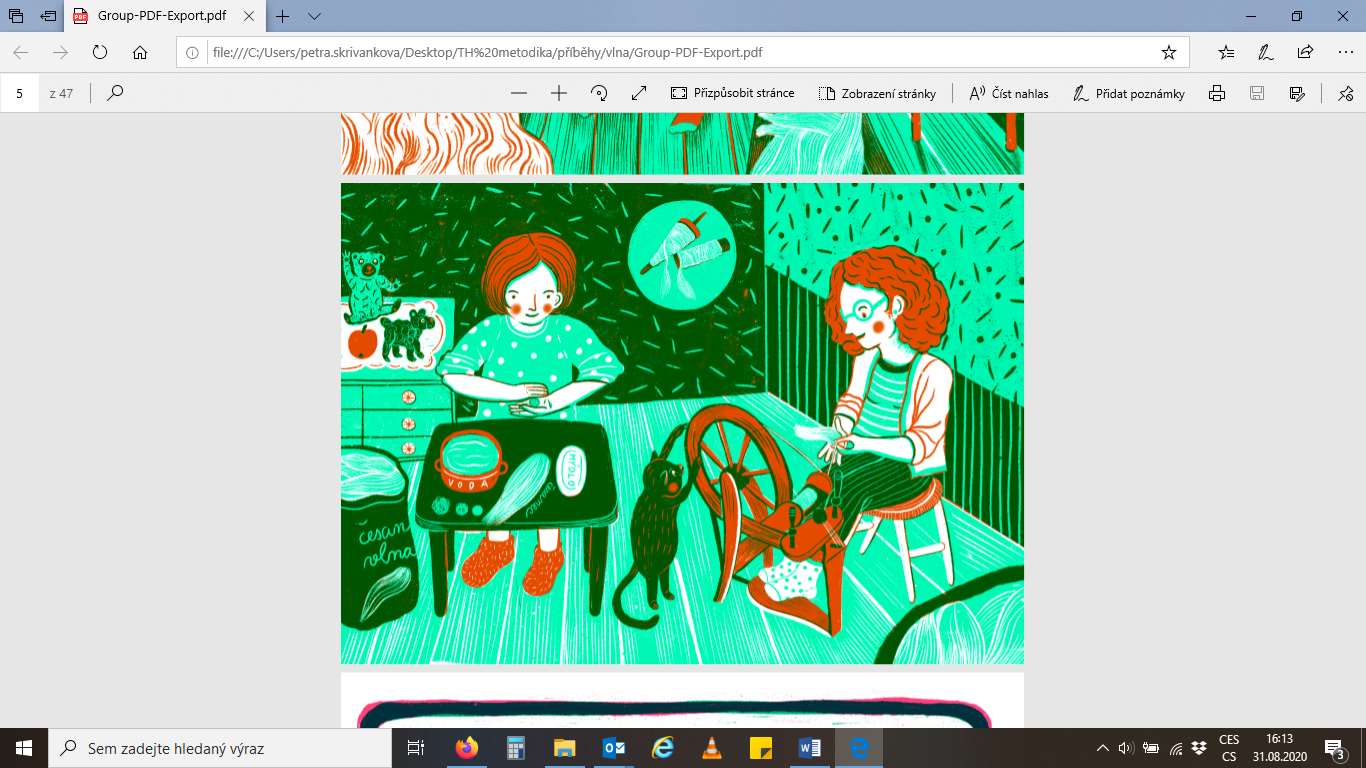 Group-PDF-Export.pdf
file:///C:/Users/petra.skrivankova/Desktop/TH%20metodika/příběhy/vlna/Group-PDF-Export.pdf
5 z 47
Přizpůsobit stránce
Zobrazení stránky
Číst nahlas
Přidat poznámky
VODA
MÝDLO
česaná
vlna
Sem zadejte hledaný výraz
CES
CS
16:13
31.08.2020
3